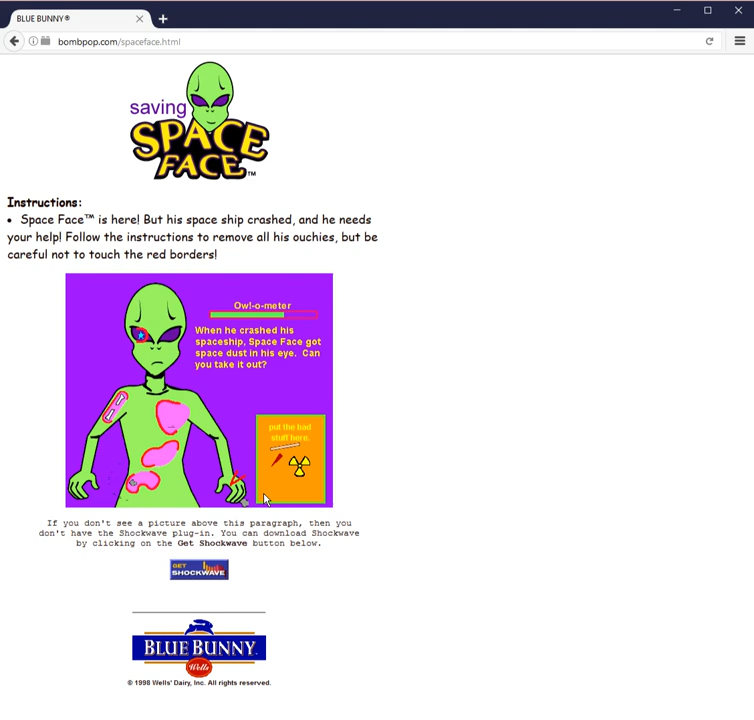 BLUE BUNNY®
bombpop.com/spaceface.html
saving
SPACE
FACE™
Instructions:
• Space Face™ is here! But his space ship crashed, and he needs
your help! Follow the instructions to remove all his ouchies, but be
careful not to touch the red borders!
Ow!-o-meter
When he crashed his
spaceship, Space Face got
space dust in his eye. Can
you take it out?
put the bad
stuff here.
If you don't see a picture above this paragraph, then you
don't have the Shockwave plug-in. You can download Shockwave
by clicking on the Get Shockwave button below.
GET
SHOCKWAVE
BLUE BUNNY.
Wells
© 1998 Wells' Dairy, Inc. All rights reserved.